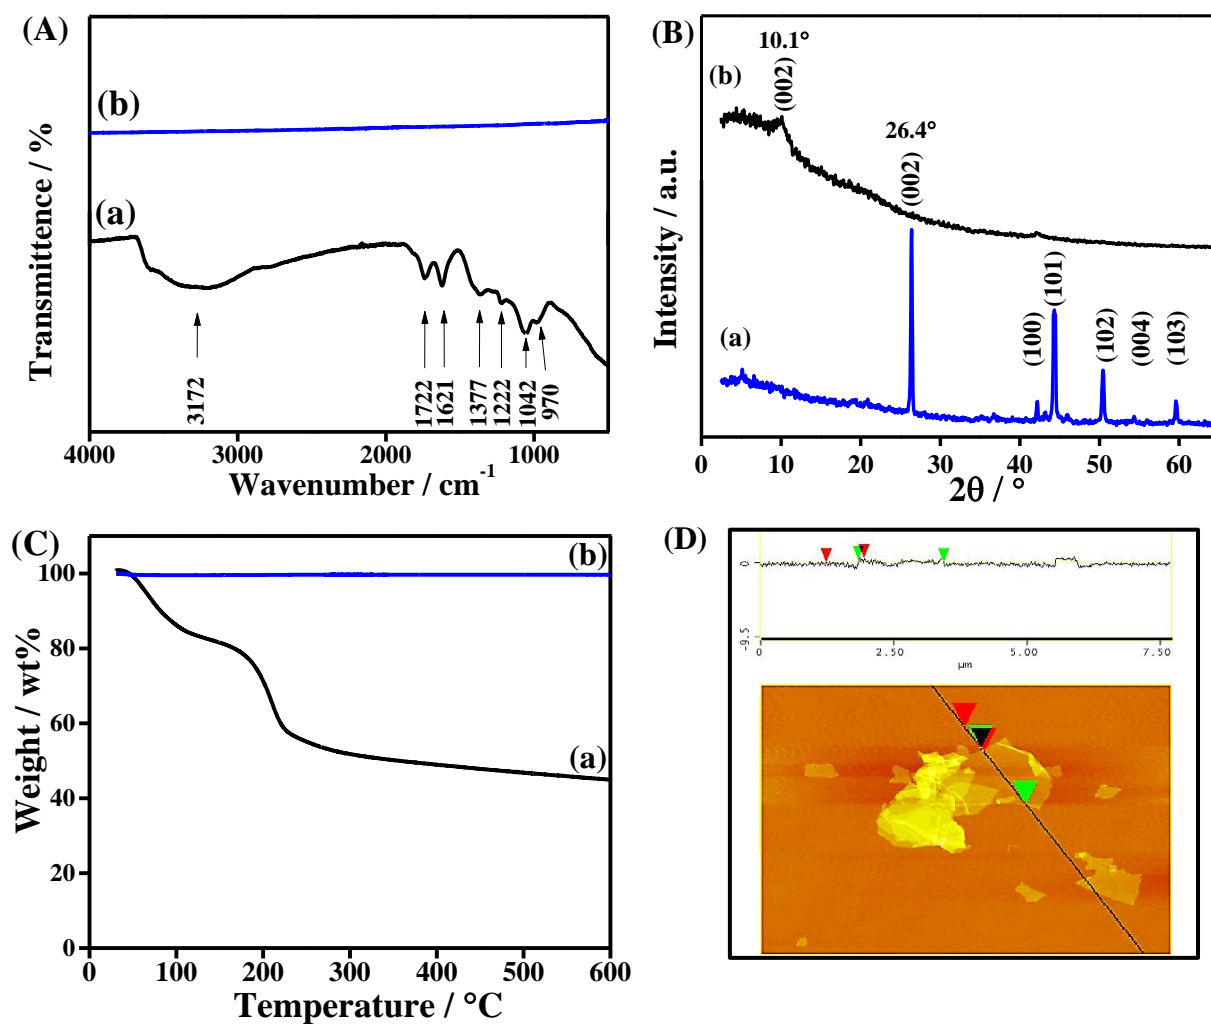 (A)
(b)
(a)
3172
1722
1621
1377
1222
1042
970
Transmittence / %
4000
3000
2000
1000
Wavenumber / cm-1
(B)
10.1°
(b)
(002)
26.4°
(002)
(a)
(100)
(101)
(102)
(004)
(103)
Intensity / a.u.
0
10
20
30
40
50
60
2θ / °
(C)
(b)
(a)
100
80
60
40
20
0
Weight / wt%
0
100
200
300
400
500
600
Temperature / °C
(D)
0
-9.5
0
2.50
5.00
7.50
µm